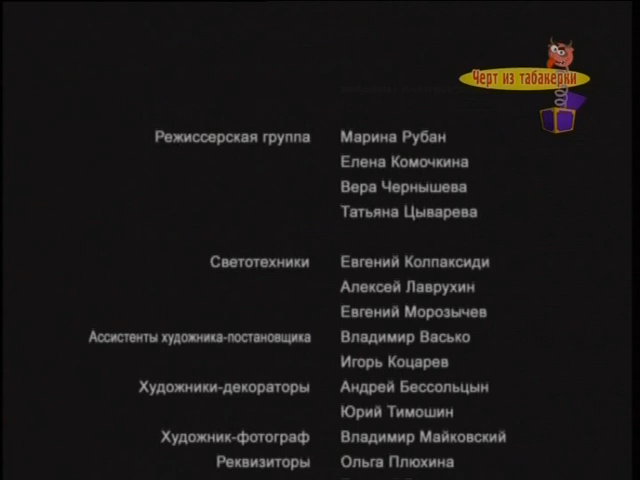 Черт из табакерки
Режиссерская группа Марина Рубан
Елена Комочкина
Вера Чернышева
Татьяна Цыварева
Светотехники Евгений Колпаксиди
Алексей Лаврухин
Евгений Морозычев
Ассистенты художника-постановщика Владимир Васько
Игорь Коцарев
Художники-декораторы Андрей Бессольцын
Юрий Тимошин
Художник-фотограф Владимир Майковский
Реквизиторы Ольга Плюхина